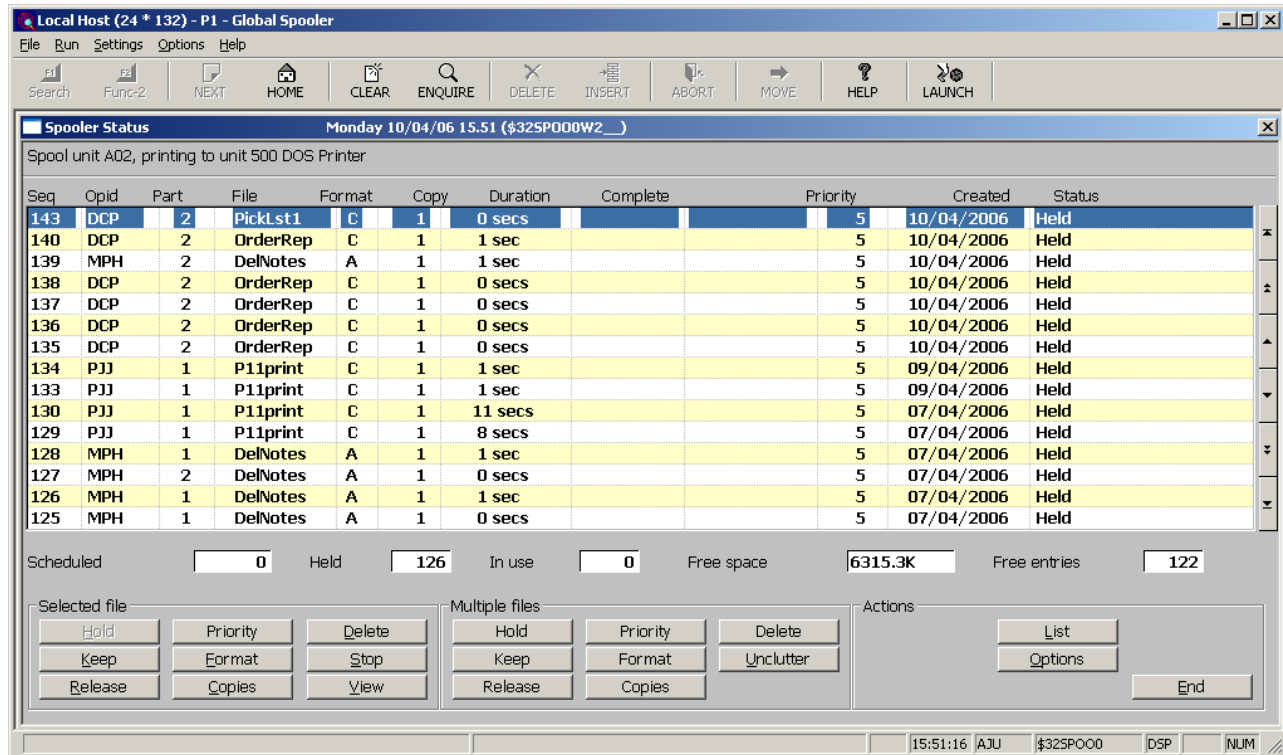 Local Host (24 * 132) - P1 - Global Spooler
File Run Settings Options Help
F1 F2
Search Func-2 NEXT HOME CLEAR ENQUIRE DELETE INSERT ABORT MOVE HELP LAUNCH
Spooler Status Monday 10/04/06 15.51 ($32SPO00W2__)
Spool unit A02, printing to unit 500 DOS Printer
Seq Opid Part File Format Copy Duration Complete Priority Created Status
143 DCP 2 PickLst1 C 1 0 secs 5 10/04/2006 Held
140 DCP 2 OrderRep C 1 1 sec 5 10/04/2006 Held
139 MPH 2 DelNotes A 1 1 sec 5 10/04/2006 Held
138 DCP 2 OrderRep C 1 0 secs 5 10/04/2006 Held
137 DCP 2 OrderRep C 1 0 secs 5 10/04/2006 Held
136 DCP 2 OrderRep C 1 0 secs 5 10/04/2006 Held
135 DCP 2 OrderRep C 1 0 secs 5 10/04/2006 Held
134 PJJ 1 P11print C 1 1 sec 5 09/04/2006 Held
133 PJJ 1 P11print C 1 1 sec 5 09/04/2006 Held
130 PJJ 1 P11print C 1 11 secs 5 07/04/2006 Held
129 PJJ 1 P11print C 1 8 secs 5 07/04/2006 Held
128 MPH 1 DelNotes A 1 1 sec 5 07/04/2006 Held
127 MPH 2 DelNotes A 1 0 secs 5 07/04/2006 Held
126 MPH 1 DelNotes A 1 1 sec 5 07/04/2006 Held
125 MPH 1 DelNotes A 1 0 secs 5 07/04/2006 Held
Scheduled 0 Held 126 In use 0 Free space 6315.3K Free entries 122
Selected file Multiple files Actions
Hold Priority Delete Hold Priority Delete List
Keep Format Stop Keep Format Unclutter Options
Release Copies View Release Copies End
15:51:16 AJU $32SPO00 DSP NUM